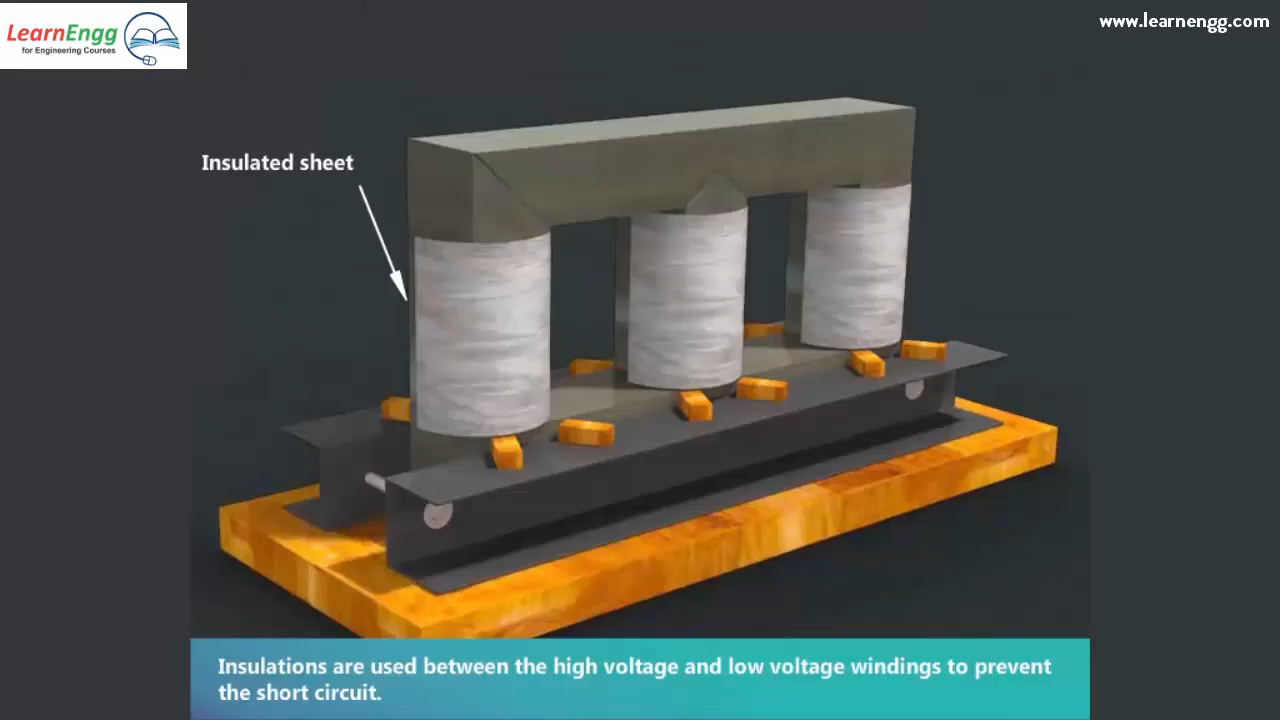 LearnEngg
for Engineering Courses
www.learnengg.com
Insulated sheet
Insulations are used between the high voltage and low voltage windings to prevent
the short circuit.